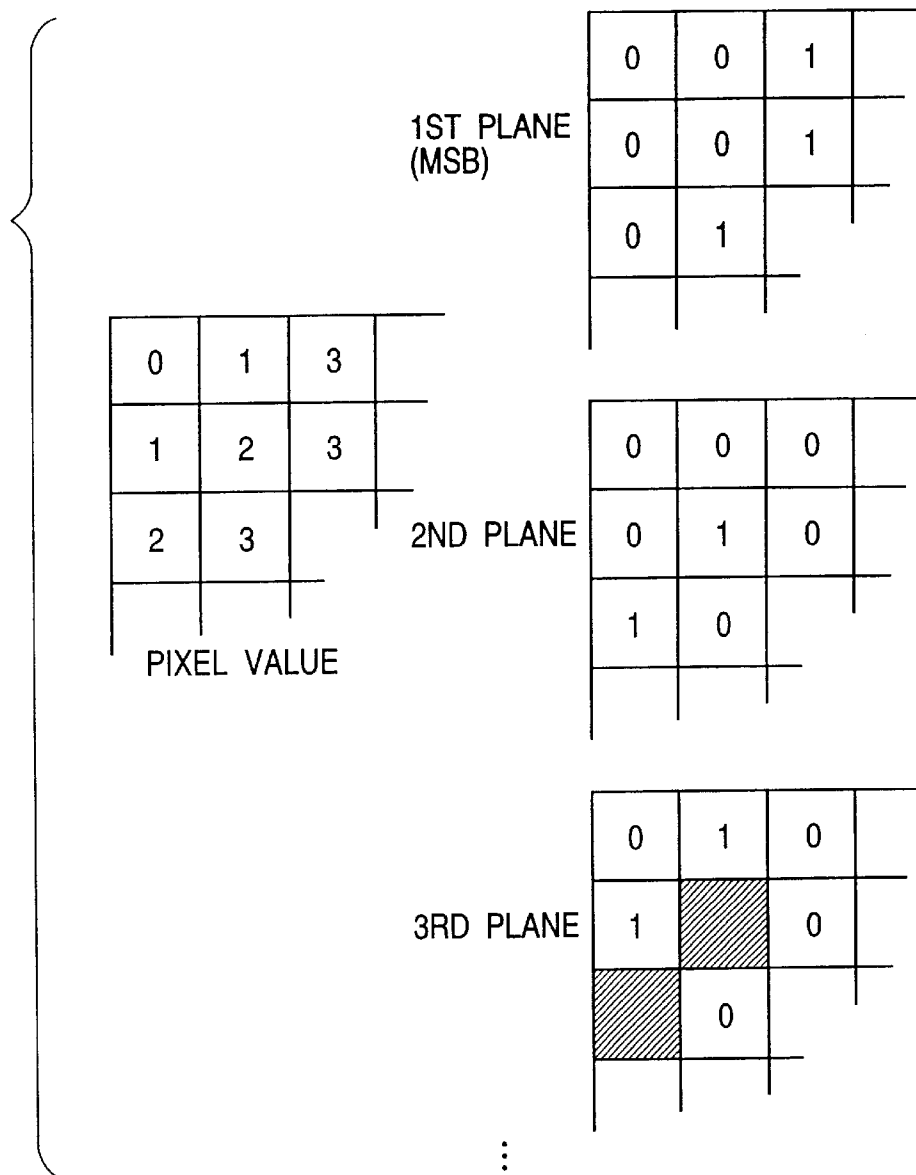 1ST PLANE
(MSB)
0 0 1
0 0 1
0 1
0 1 3
1 2 3
2 3
PIXEL VALUE
2ND PLANE
0 0 0
0 1 0
1 0
3RD PLANE
0 1 0
1 0
0
⋮